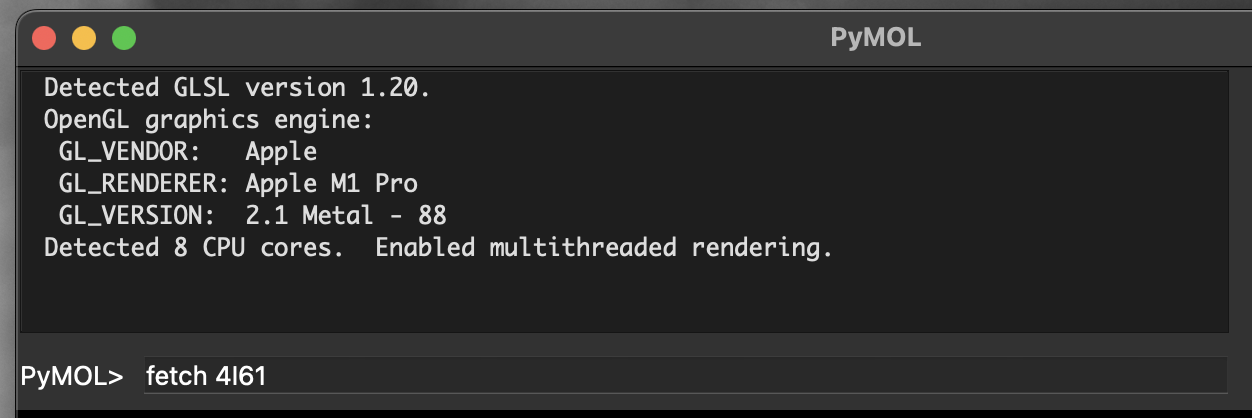 PyMOL
Detected GLSL version 1.20.
OpenGL graphics engine:
GL_VENDOR:   Apple
GL_RENDERER: Apple M1 Pro
GL_VERSION:  2.1 Metal - 88
Detected 8 CPU cores.  Enabled multithreaded rendering.
PyMOL> fetch 4l61